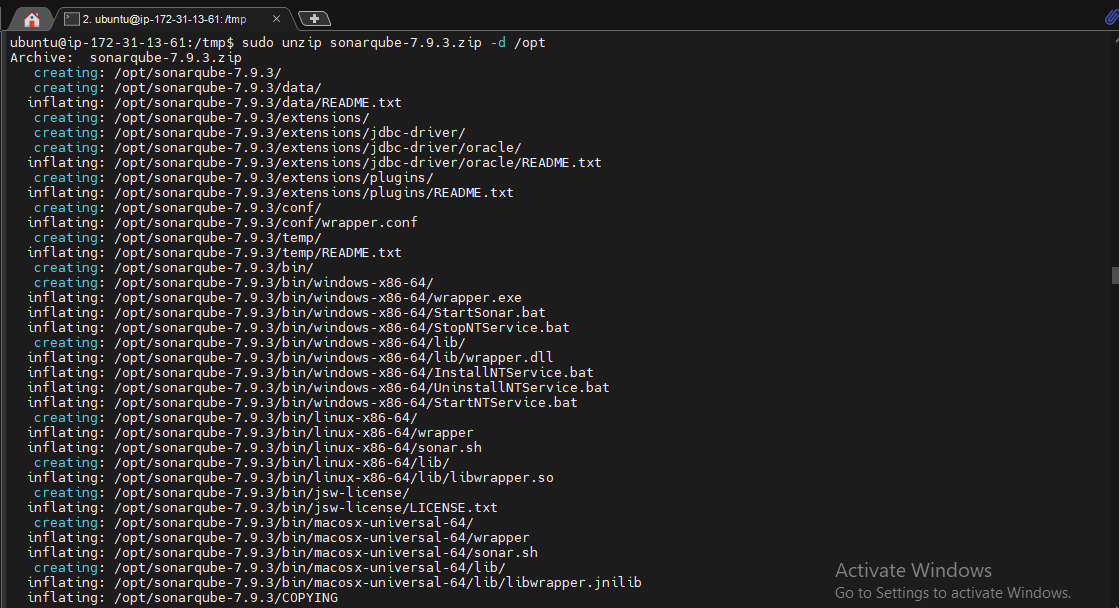 2. ubuntu@ip-172-31-13-61: /tmp
ubuntu@ip-172-31-13-61:/tmp$ sudo unzip sonarqube-7.9.3.zip -d /opt
Archive:  sonarqube-7.9.3.zip
   creating: /opt/sonarqube-7.9.3/
   creating: /opt/sonarqube-7.9.3/data/
  inflating: /opt/sonarqube-7.9.3/data/README.txt
   creating: /opt/sonarqube-7.9.3/extensions/
   creating: /opt/sonarqube-7.9.3/extensions/jdbc-driver/
   creating: /opt/sonarqube-7.9.3/extensions/jdbc-driver/oracle/
  inflating: /opt/sonarqube-7.9.3/extensions/jdbc-driver/oracle/README.txt
   creating: /opt/sonarqube-7.9.3/extensions/plugins/
  inflating: /opt/sonarqube-7.9.3/extensions/plugins/README.txt
   creating: /opt/sonarqube-7.9.3/conf/
  inflating: /opt/sonarqube-7.9.3/conf/wrapper.conf
   creating: /opt/sonarqube-7.9.3/temp/
  inflating: /opt/sonarqube-7.9.3/temp/README.txt
   creating: /opt/sonarqube-7.9.3/bin/
   creating: /opt/sonarqube-7.9.3/bin/windows-x86-64/
  inflating: /opt/sonarqube-7.9.3/bin/windows-x86-64/wrapper.exe
  inflating: /opt/sonarqube-7.9.3/bin/windows-x86-64/StartSonar.bat
  inflating: /opt/sonarqube-7.9.3/bin/windows-x86-64/StopNTService.bat
   creating: /opt/sonarqube-7.9.3/bin/windows-x86-64/lib/
  inflating: /opt/sonarqube-7.9.3/bin/windows-x86-64/lib/wrapper.dll
  inflating: /opt/sonarqube-7.9.3/bin/windows-x86-64/InstallNTService.bat
  inflating: /opt/sonarqube-7.9.3/bin/windows-x86-64/UninstallNTService.bat
  inflating: /opt/sonarqube-7.9.3/bin/windows-x86-64/StartNTService.bat
   creating: /opt/sonarqube-7.9.3/bin/linux-x86-64/
  inflating: /opt/sonarqube-7.9.3/bin/linux-x86-64/wrapper
  inflating: /opt/sonarqube-7.9.3/bin/linux-x86-64/sonar.sh
   creating: /opt/sonarqube-7.9.3/bin/linux-x86-64/lib/
  inflating: /opt/sonarqube-7.9.3/bin/linux-x86-64/lib/libwrapper.so
   creating: /opt/sonarqube-7.9.3/bin/jsw-license/
  inflating: /opt/sonarqube-7.9.3/bin/jsw-license/LICENSE.txt
   creating: /opt/sonarqube-7.9.3/bin/macosx-universal-64/
  inflating: /opt/sonarqube-7.9.3/bin/macosx-universal-64/wrapper
  inflating: /opt/sonarqube-7.9.3/bin/macosx-universal-64/sonar.sh
   creating: /opt/sonarqube-7.9.3/bin/macosx-universal-64/lib/
  inflating: /opt/sonarqube-7.9.3/bin/macosx-universal-64/lib/libwrapper.jnilib
  inflating: /opt/sonarqube-7.9.3/COPYING
Activate Windows
Go to Settings to activate Windows.